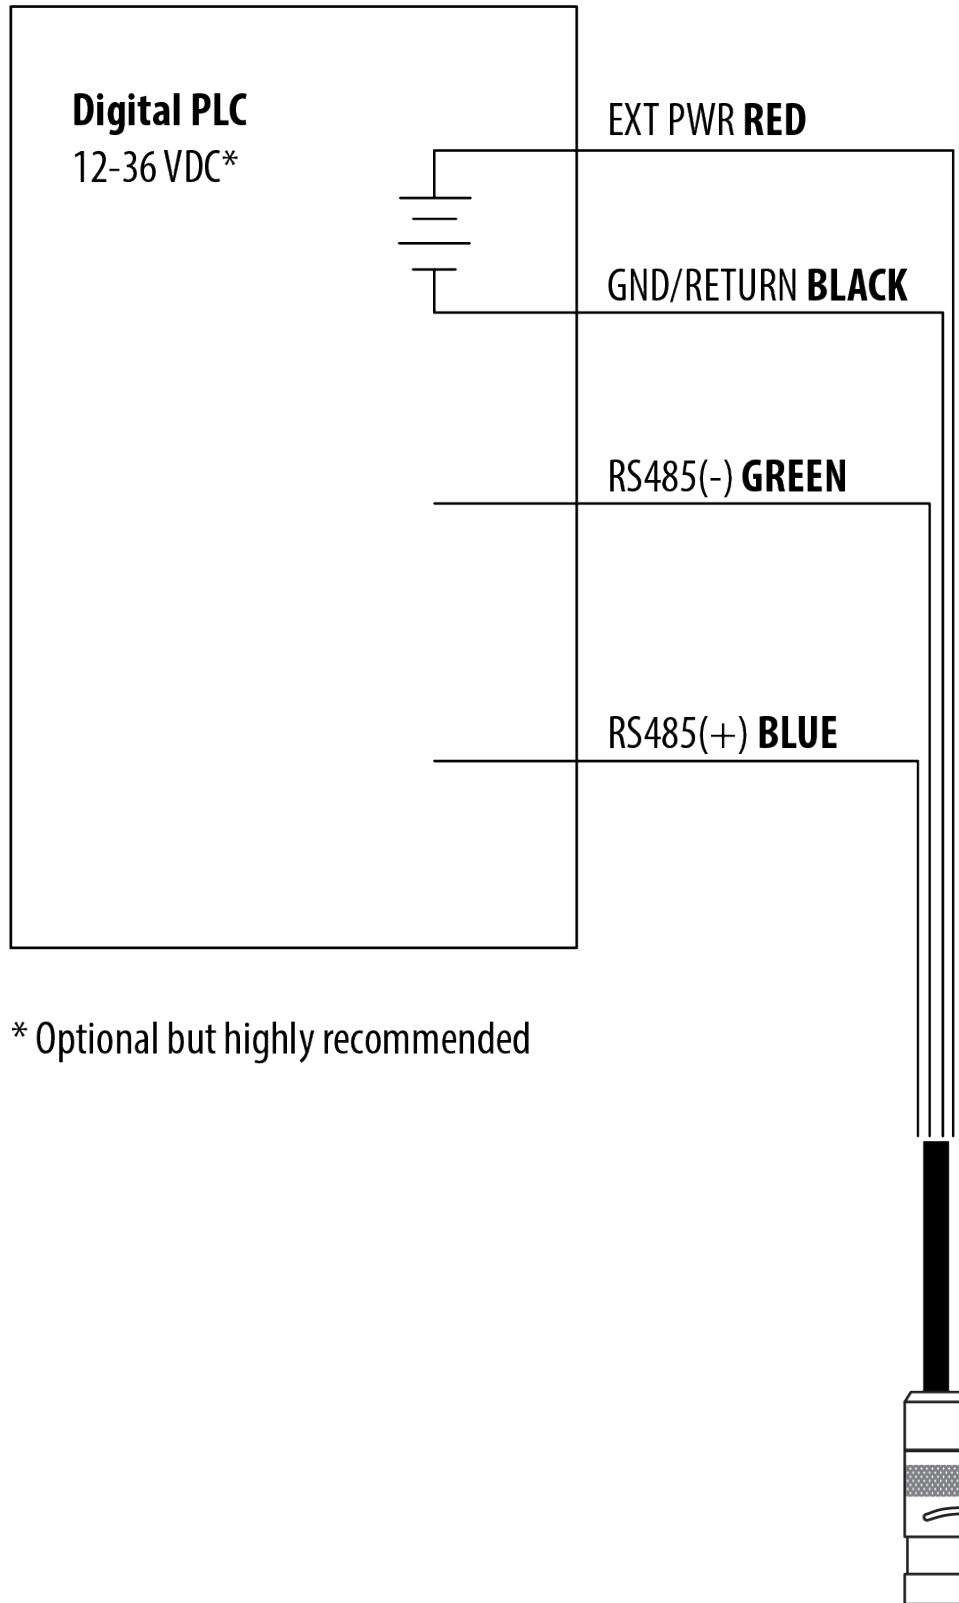 Digital PLC
12-36 VDC*
EXT PWR RED
GND/RETURN BLACK
RS485(-) GREEN
RS485(+) BLUE
* Optional but highly recommended